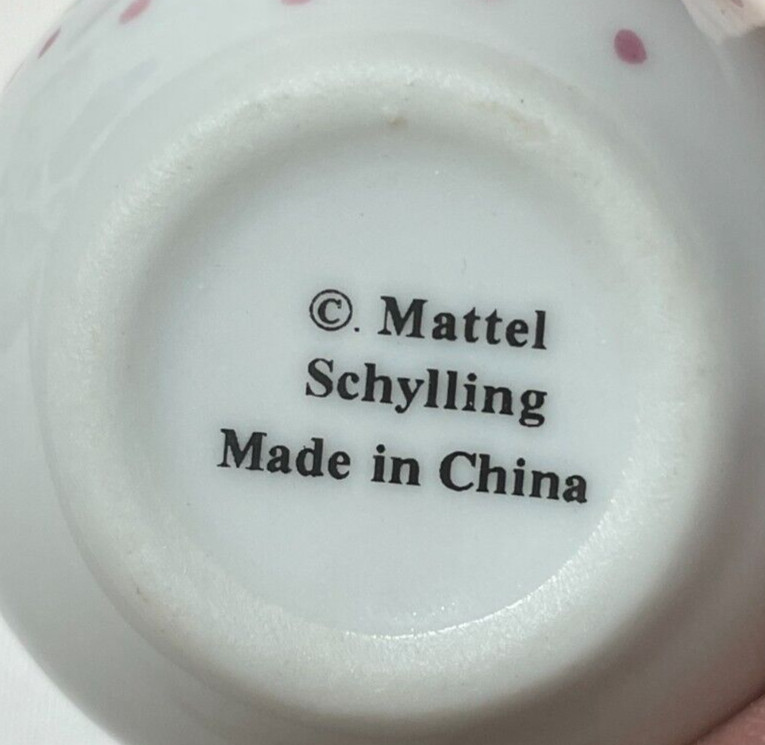 ©. Mattel
Schylling
Made in China